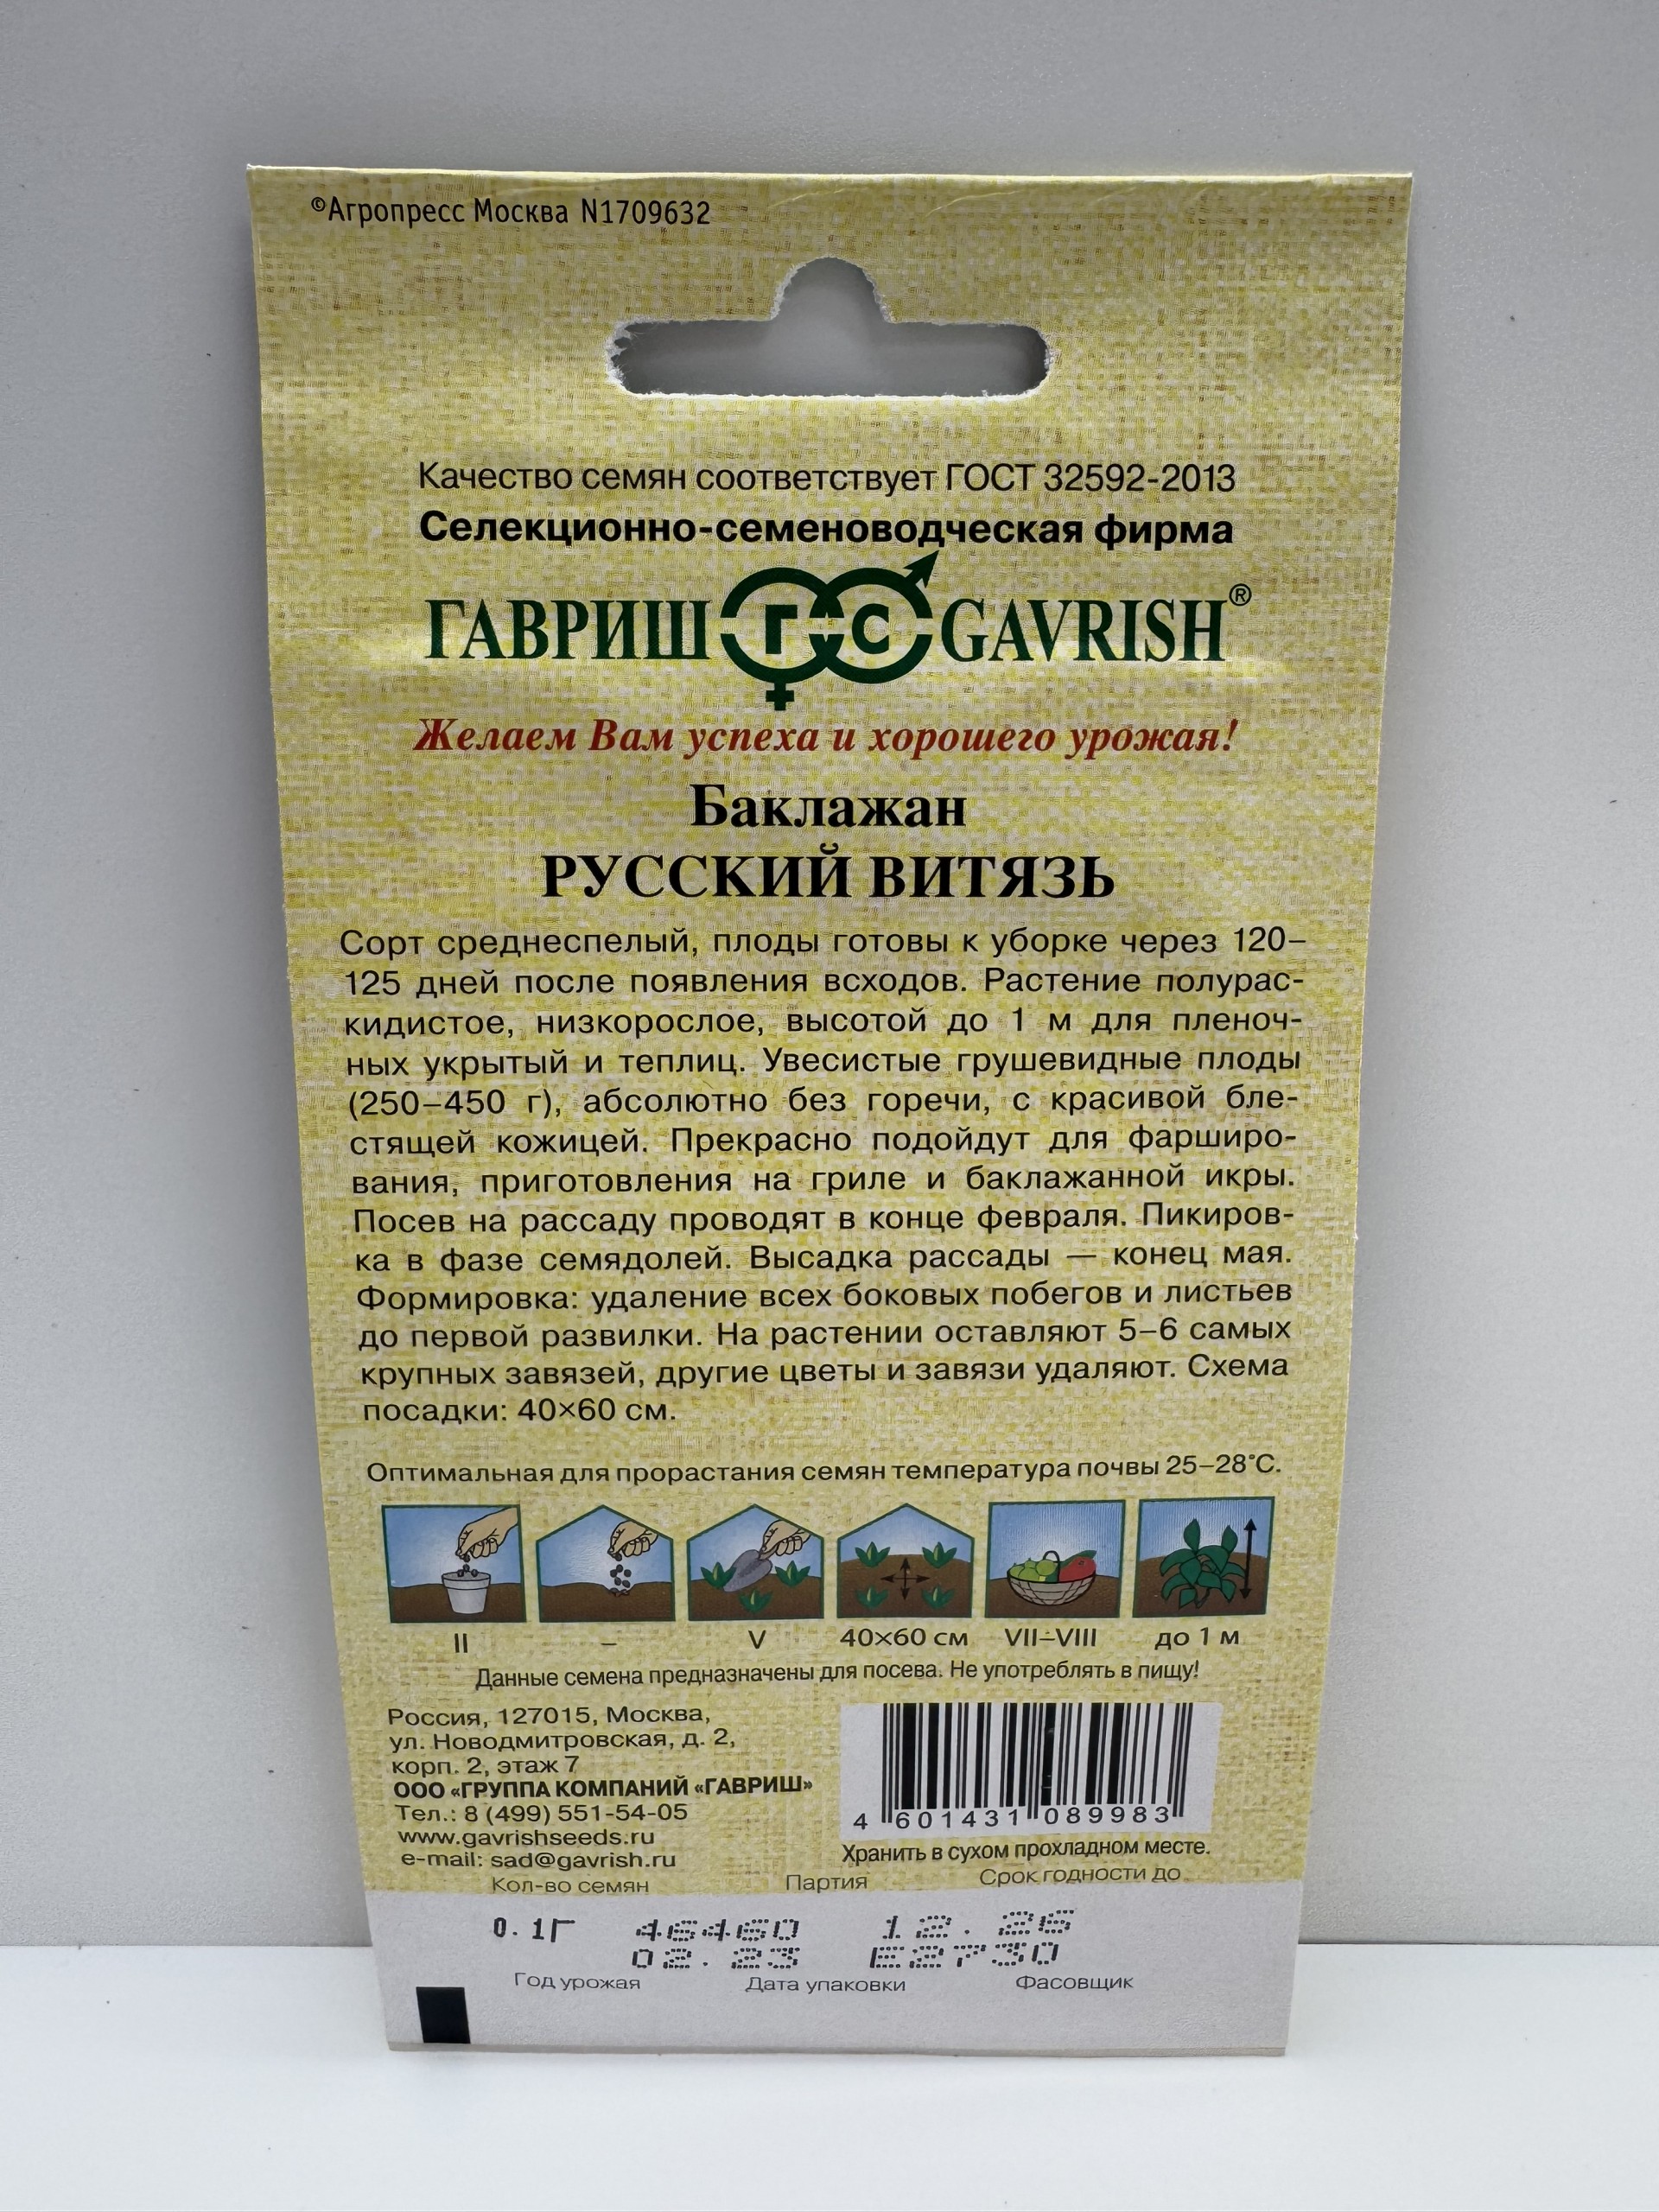 ©Агропресс Москва N1709632
Качество семян соответствует ГОСТ 32592-2013
Селекционно-семеноводческая фирма
ГАВРИШ ГС GAVRISH®
Желаем Вам успеха и хорошего урожая!
Баклажан
РУССКИЙ ВИТЯЗЬ
Сорт среднеспелый, плоды готовы к уборке через 120–
125 дней после появления всходов. Растение полурас-
кидистое, низкорослое, высотой до 1 м для пленоч-
ных укрытый и теплиц. Увесистые грушевидные плоды
(250–450 г), абсолютно без горечи, с красивой бле-
стящей кожицей. Прекрасно подойдут для фарширо-
вания, приготовления на гриле и баклажанной икры.
Посев на рассаду проводят в конце февраля. Пикиров-
ка в фазе семядолей. Высадка рассады — конец мая.
Формировка: удаление всех боковых побегов и листьев
до первой развилки. На растении оставляют 5–6 самых
крупных завязей, другие цветы и завязи удаляют. Схема
посадки: 40×60 см.
Оптимальная для прорастания семян температура почвы 25–28°С.
II – V 40×60 см VII–VIII до 1 м
Данные семена предназначены для посева. Не употреблять в пищу!
Россия, 127015, Москва,
ул. Новодмитровская, д. 2,
корп. 2, этаж 7
ООО «ГРУППА КОМПАНИЙ «ГАВРИШ»
Тел.: 8 (499) 551-54-05
www.gavrishseeds.ru
e-mail: sad@gavrish.ru
4 601431 089983
Хранить в сухом прохладном месте.
Кол-во семян Партия Срок годности до
0.1Г 46460 12.26
02.23 E2730
Год урожая Дата упаковки Фасовщик